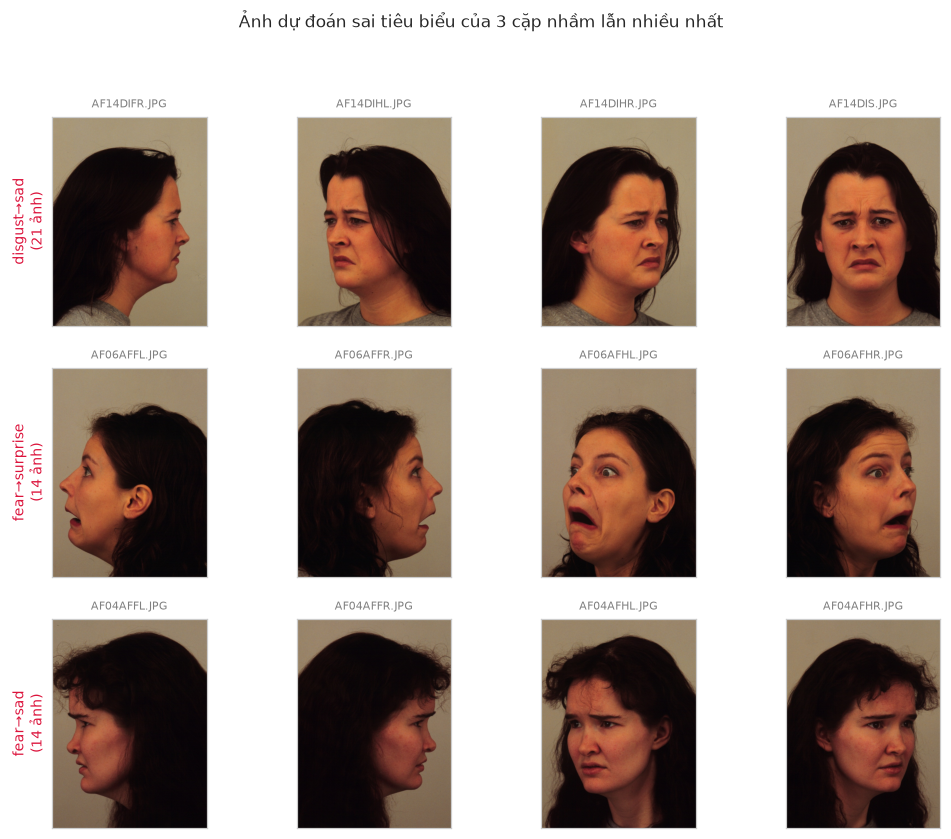 Ảnh dự đoán sai tiêu biểu của 3 cặp nhầm lẫn nhiều nhất
AF14DIFR.JPG
AF14DIHL.JPG
AF14DIHR.JPG
AF14DIS.JPG
disgust→sad
(21 ảnh)
AF06AFFL.JPG
AF06AFFR.JPG
AF06AFHL.JPG
AF06AFHR.JPG
fear→surprise
(14 ảnh)
AF04AFFL.JPG
AF04AFFR.JPG
AF04AFHL.JPG
AF04AFHR.JPG
fear→sad
(14 ảnh)